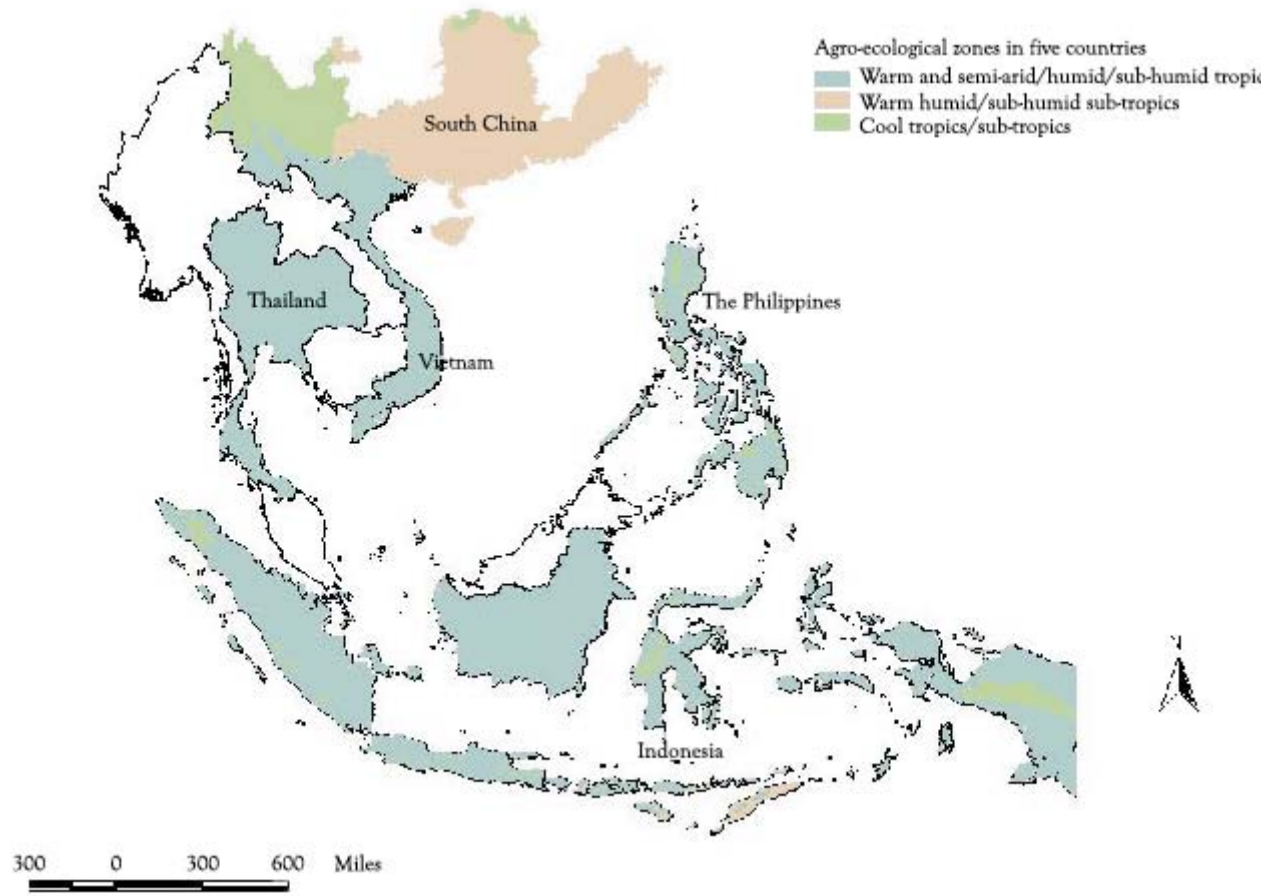 Agro-ecological zones in five countries
Warm and semi-arid/humid/sub-humid tropic
Warm humid/sub-humid sub-tropics
Cool tropics/sub-tropics
South China
Thailand
The Philippines
Vietnam
Indonesia
300 0 300 600 Miles